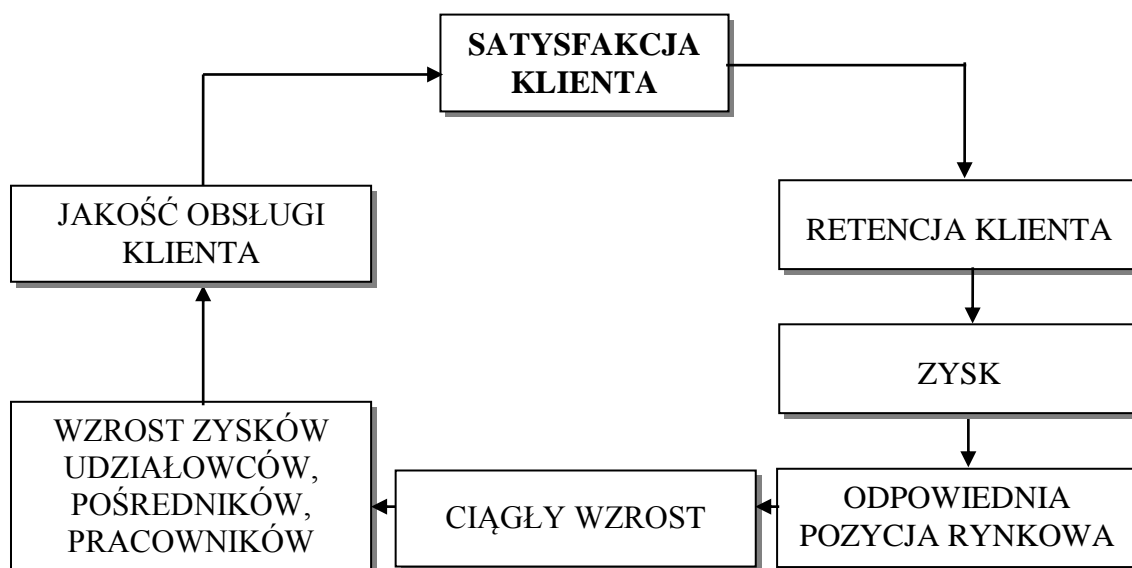 SATYSFAKCJA
KLIENTA
JAKOŚĆ OBSŁUGI
KLIENTA
RETENCJA KLIENTA
ZYSK
WZROST ZYSKÓW
UDZIAŁOWCÓW,
POŚREDNIKÓW,
PRACOWNIKÓW
CIĄGŁY WZROST
ODPOWIEDNIA
POZYCJA RYNKOWA